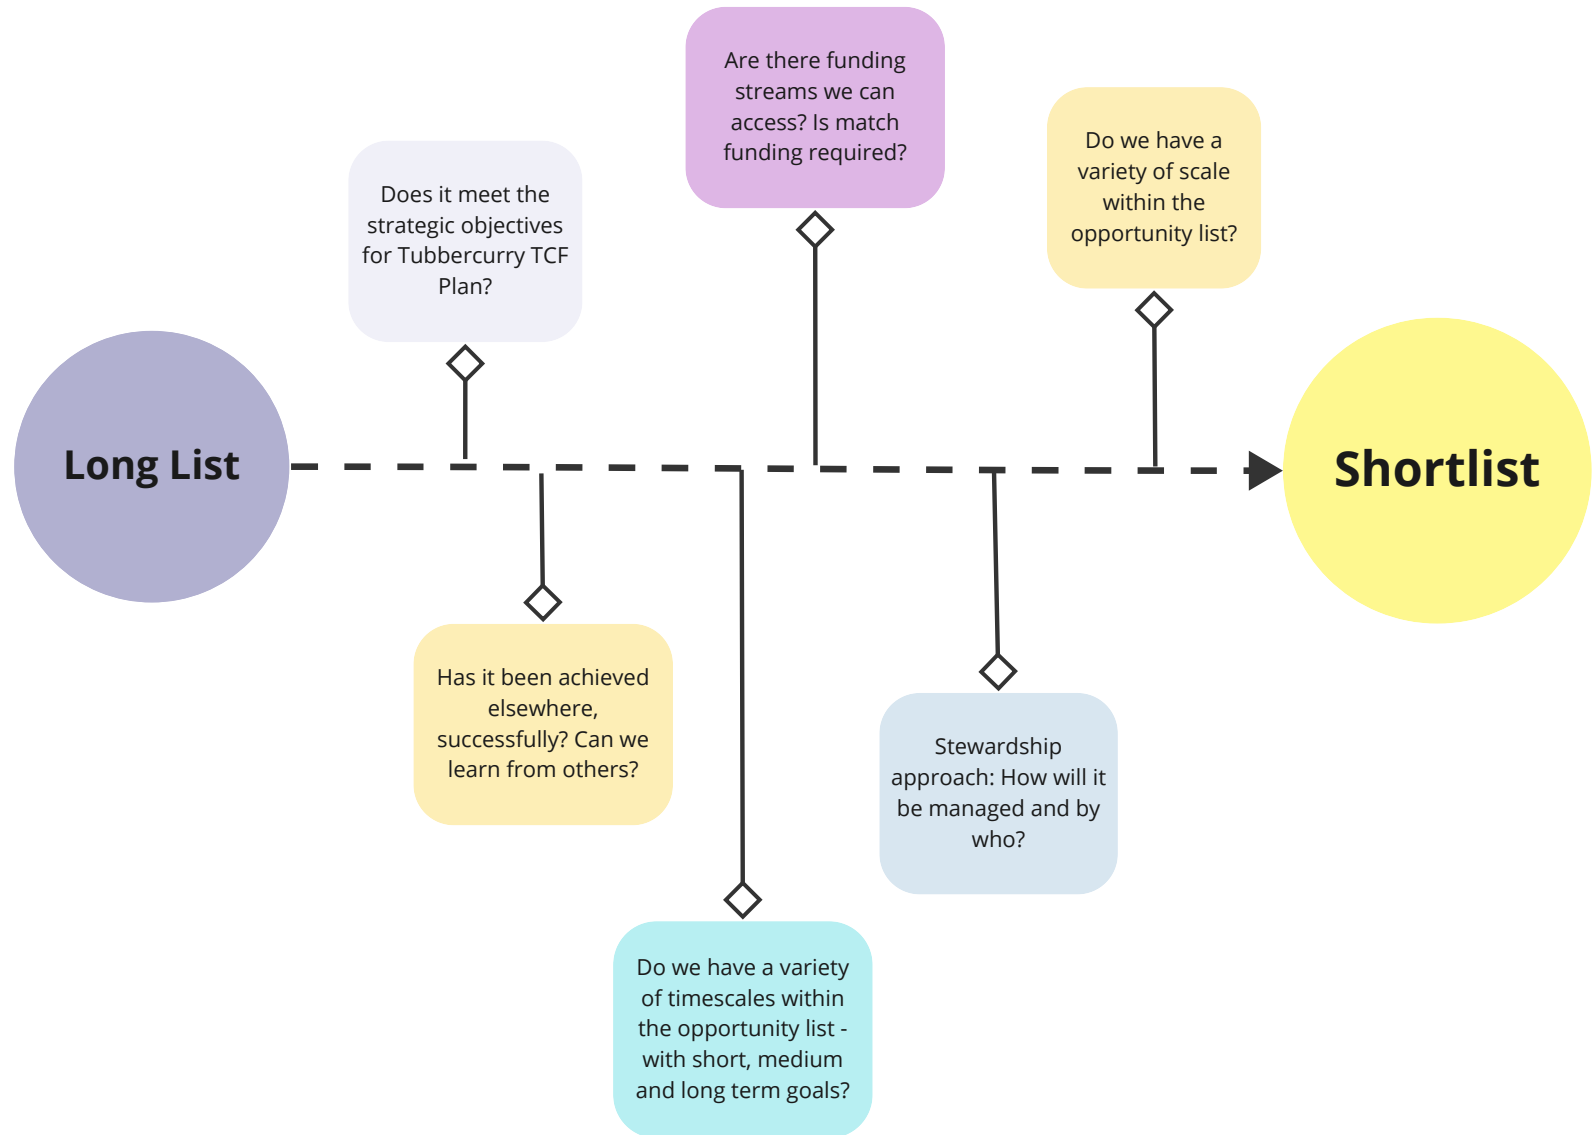 Long List
Does it meet the
strategic objectives
for Tubbercurry TCF
Plan?
Has it been achieved
elsewhere,
successfully? Can we
learn from others?
Do we have a variety
of timescales within
the opportunity list -
with short, medium
and long term goals?
Are there funding
streams we can
access? Is match
funding required?
Stewardship
approach: How will it
be managed and by
who?
Do we have a
variety of scale
within the
opportunity list?
Shortlist